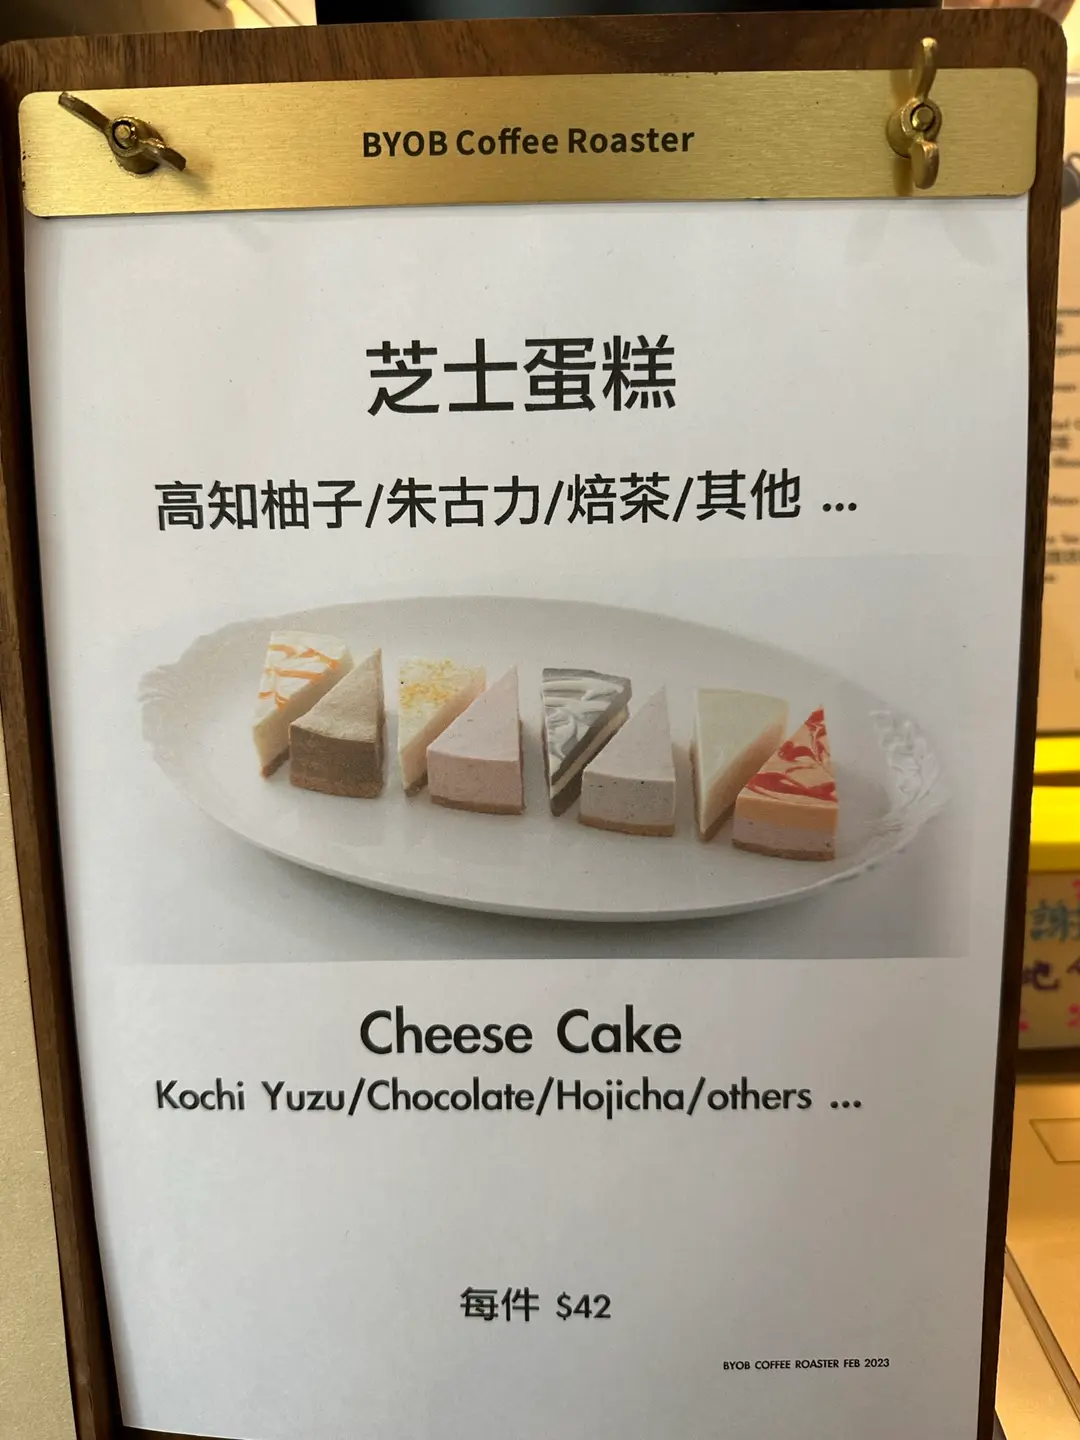 BYOB Coffee Roaster
芝士蛋糕
高知柚子/朱古力/焙茶/其他 ...
Cheese Cake
Kochi Yuzu/Chocolate/Hojicha/others ...
每件 $42
BYOB COFFEE ROASTER FEB 2023